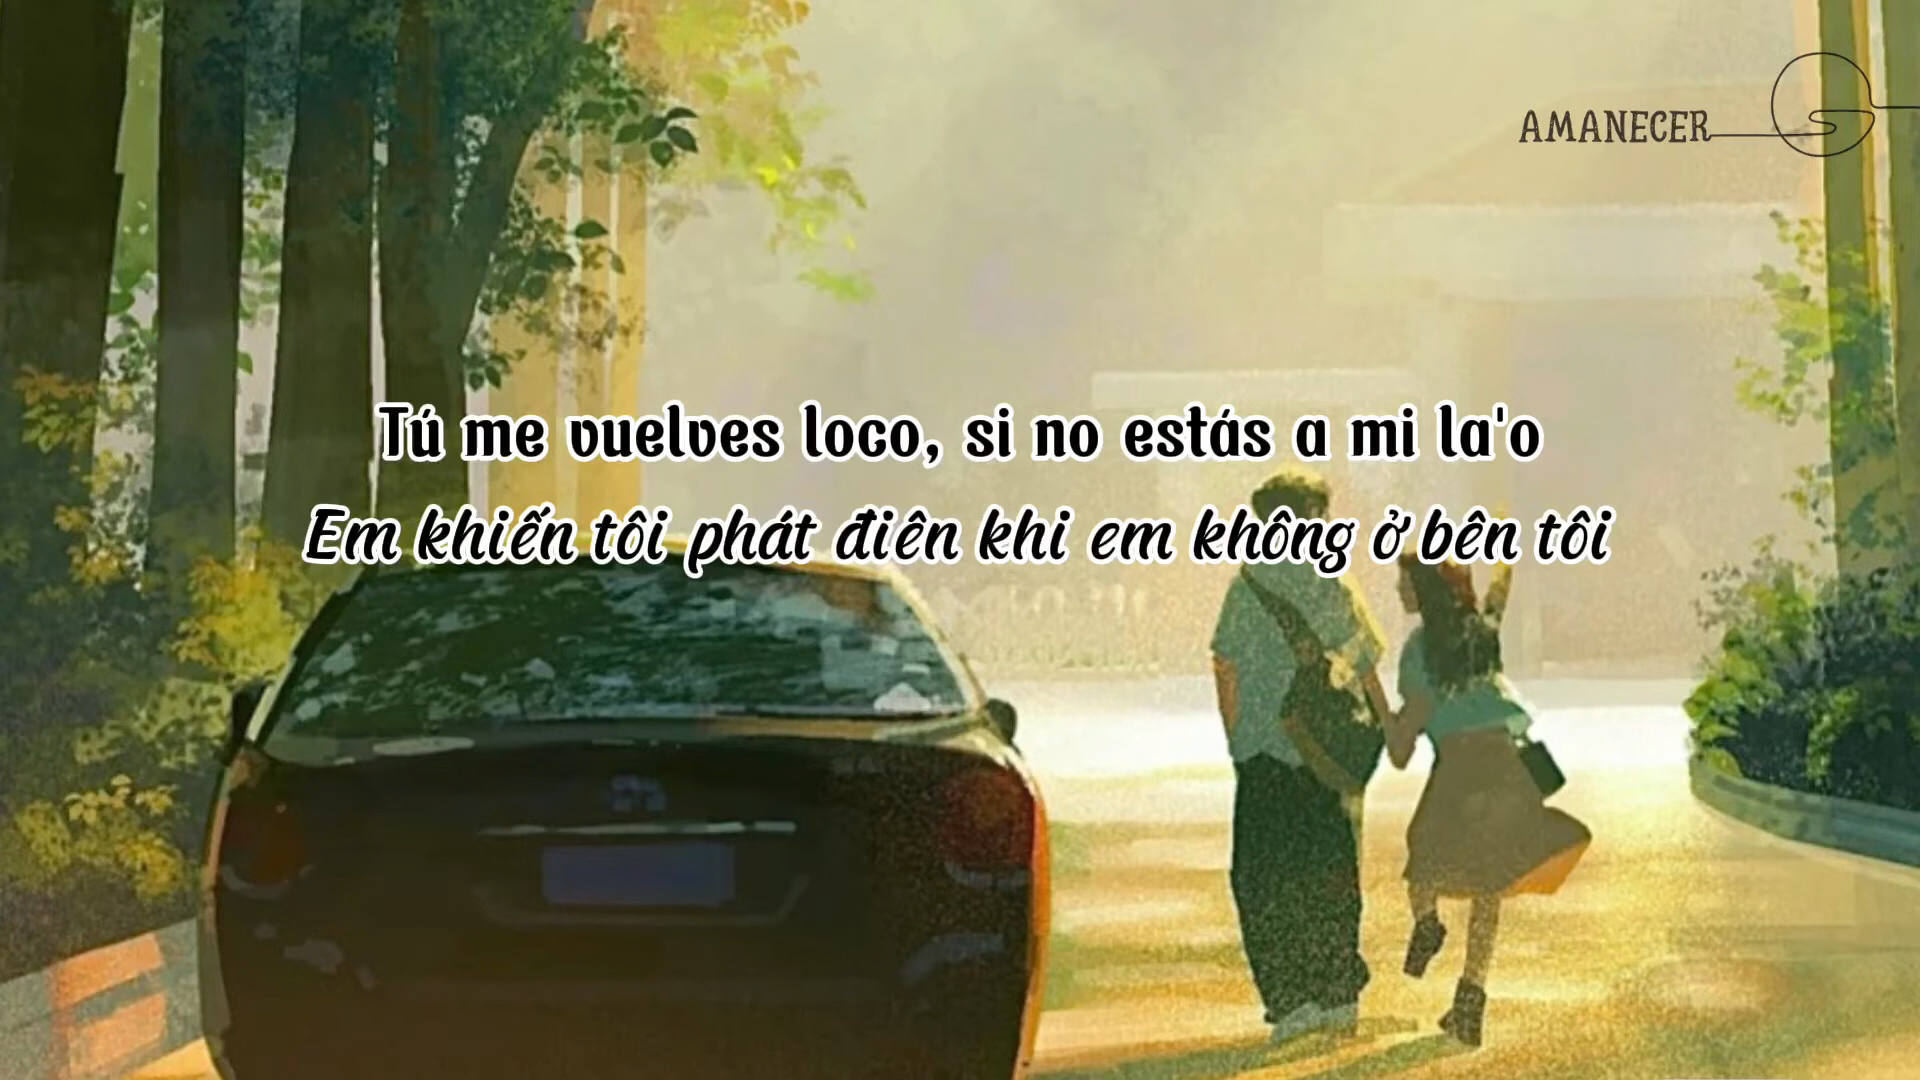 AMANECER
Tú me vuelves loco, si no estás a mi la'o
Em khiến tôi phát điên khi em không ở bên tôi